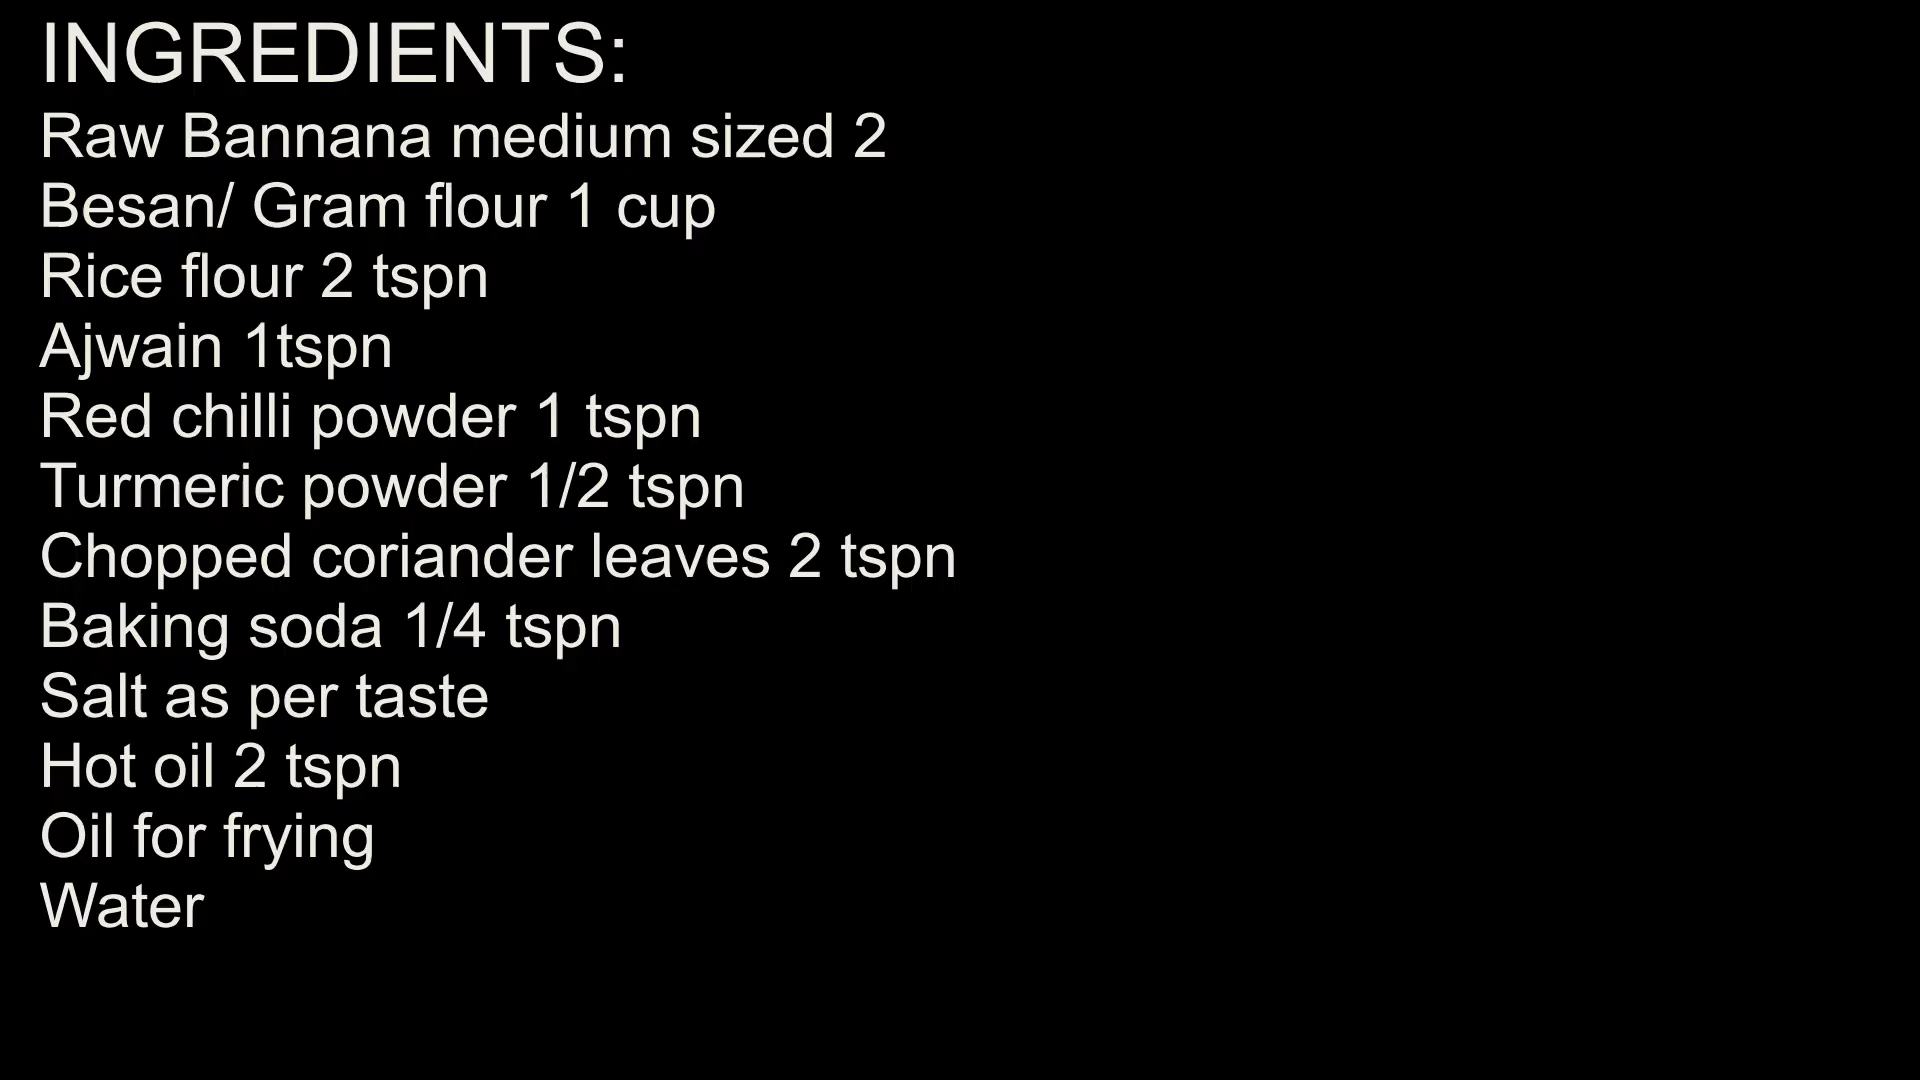 INGREDIENTS:
Raw Bannana medium sized 2
Besan/ Gram flour 1 cup
Rice flour 2 tspn
Ajwain 1tspn
Red chilli powder 1 tspn
Turmeric powder 1/2 tspn
Chopped coriander leaves 2 tspn
Baking soda 1/4 tspn
Salt as per taste
Hot oil 2 tspn
Oil for frying
Water